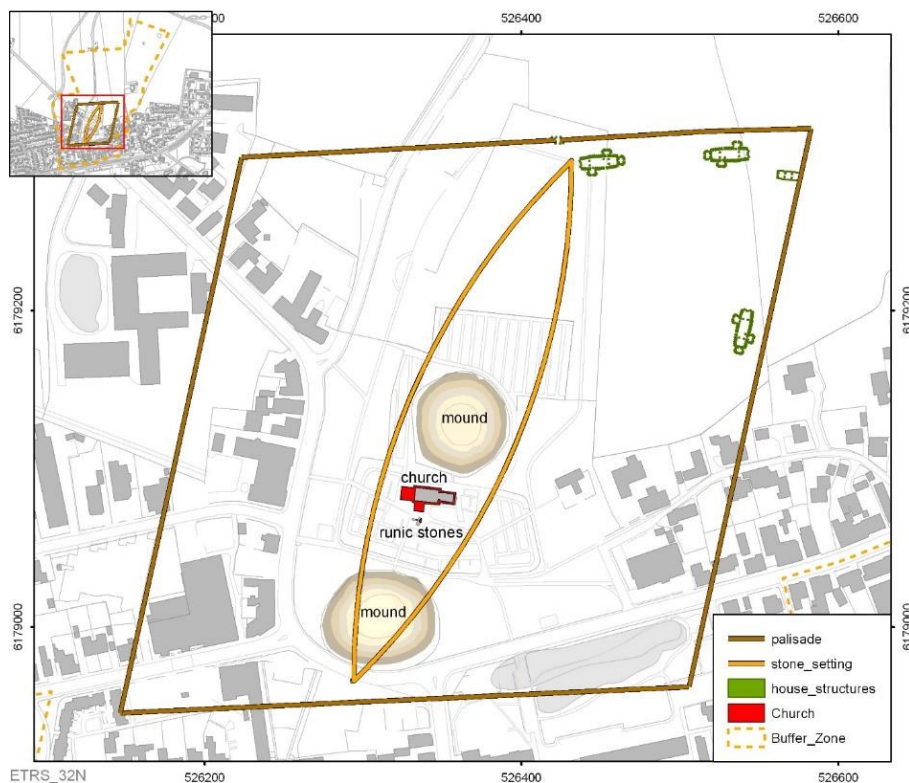 526400
526600
6179200
6179200
mound
church
runic stones
mound
6179000
6179000
palisade
stone_setting
house_structures
Church
Buffer_Zone
ETRS_32N
526200
526400
526600